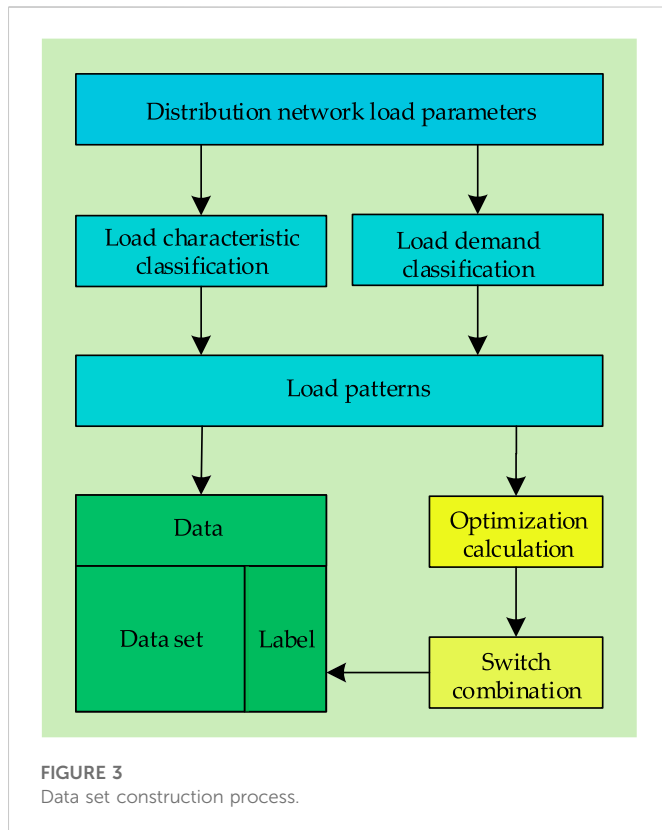 Distribution network load parameters
Load characteristic
classification
Load demand
classification
Load patterns
Data
Optimization
calculation
Data set
Label
Switch
combination
FIGURE 3
Data set construction process.